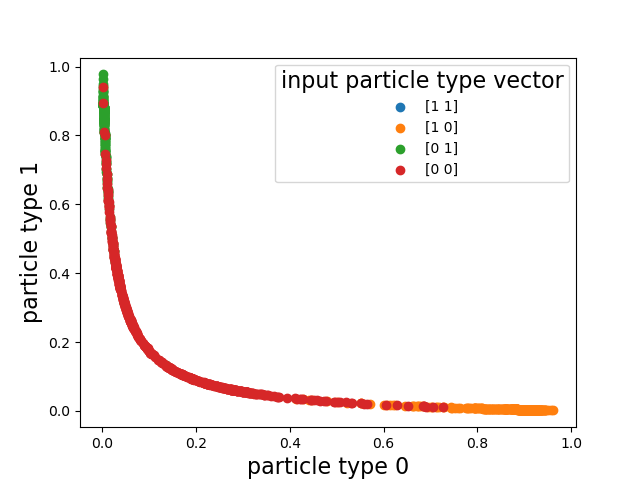 input particle type vector
[1 1]
[1 0]
[0 1]
[0 0]
particle type 1
1.0
0.8
0.6
0.4
0.2
0.0
0.0 0.2 0.4 0.6 0.8 1.0
particle type 0